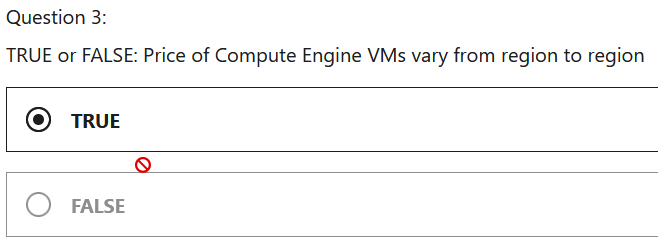 Question 3:
TRUE or FALSE: Price of Compute Engine VMs vary from region to region
TRUE
FALSE